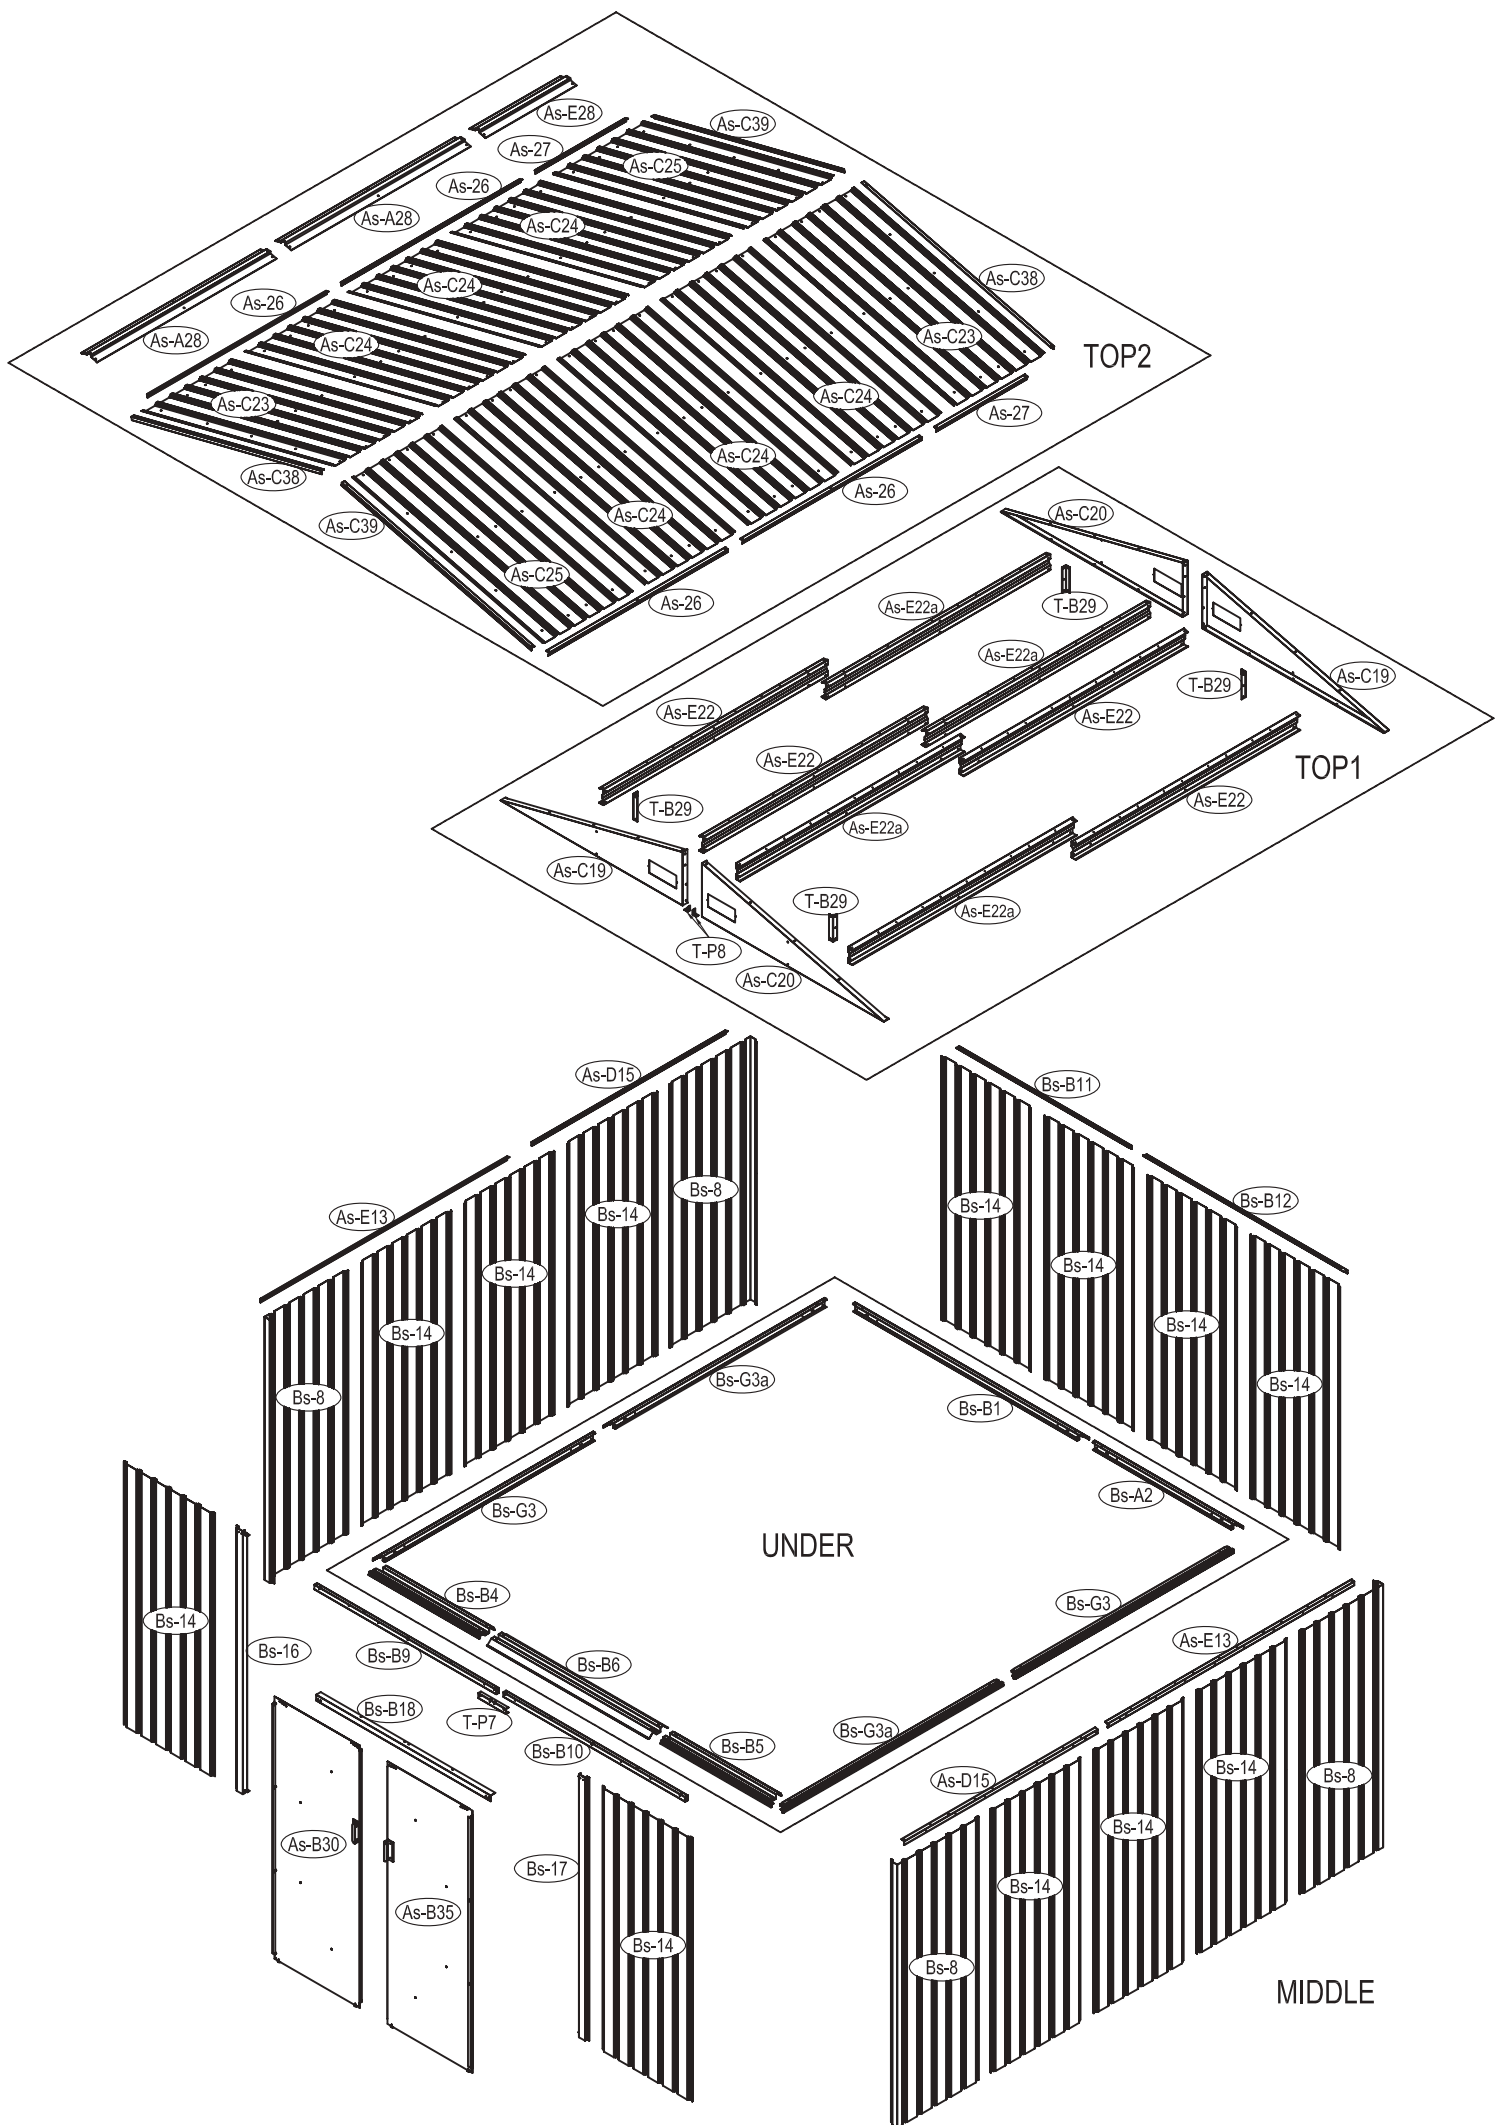 As-E28
As-C39
As-27
As-C25
As-26
As-A28
As-C24
As-C38
As-C24
As-26
As-A28
As-C24
As-C23
TOP2
As-C24
As-C23
As-27
As-C24
As-C38
As-26
As-C39
As-C24
As-C20
As-C25
As-26
As-E22a
T-B29
As-E22a
As-C19
T-B29
As-E22
As-E22
As-E22
TOP1
As-E22
T-B29
As-E22a
As-C19
T-B29
As-E22a
T-P8
As-C20
As-D15
Bs-B11
Bs-8
Bs-14
Bs-B12
As-E13
Bs-14
Bs-14
Bs-14
Bs-14
Bs-14
Bs-G3a
Bs-14
Bs-8
Bs-B1
Bs-A2
Bs-G3
UNDER
Bs-B4
Bs-G3
Bs-14
As-E13
Bs-16
Bs-B9
Bs-B6
Bs-B18
T-P7
Bs-G3a
Bs-B10
Bs-B5
As-D15
Bs-14
Bs-8
Bs-14
As-B30
Bs-17
Bs-14
As-B35
Bs-14
Bs-8
MIDDLE